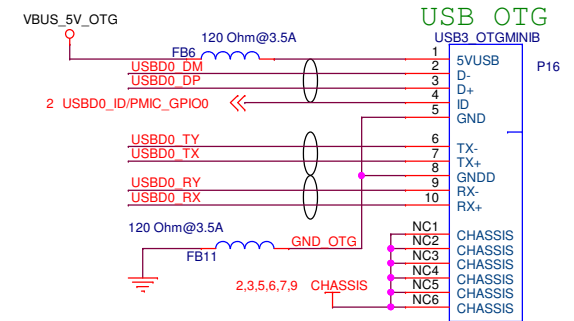 USB OTG
VBUS_5V_OTG
USB3_OTGMINIB
120 Ohm@3.5A
FB6
1 5VUSB
P16
USBD0_DM 2 D-
USBD0_DP 3 D+
2 USBD0_ID/PMIC_GPIO0 4 ID
5 GND
USBD0_TY 6 TX-
USBD0_TX 7 TX+
8 GNDD
USBD0_RY 9 RX-
USBD0_RX 10 RX+
120 Ohm@3.5A
FB11
GND_OTG
NC1 CHASSIS
NC2 CHASSIS
NC3 CHASSIS
NC4 CHASSIS
NC5 CHASSIS
NC6 CHASSIS
2,3,5,6,7,9 CHASSIS